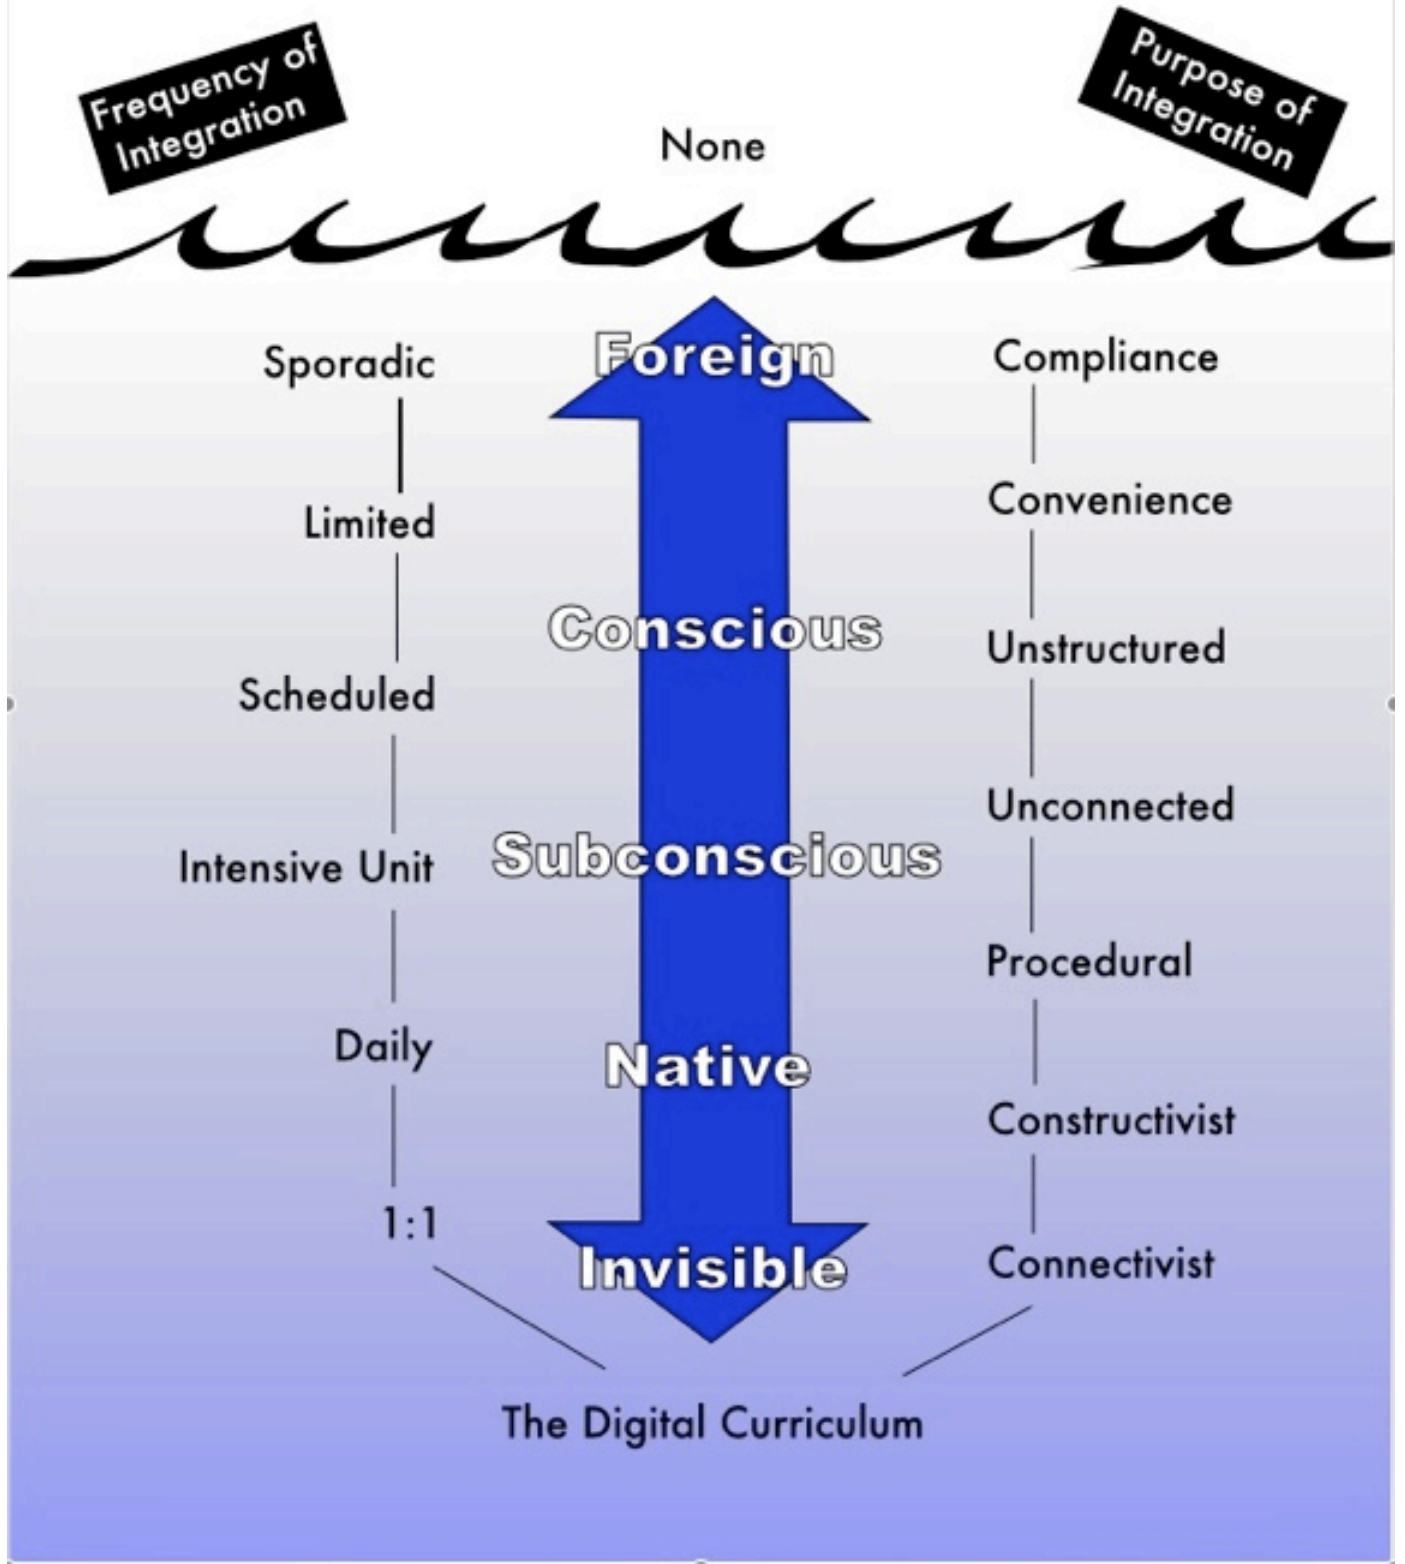 Frequency of
Integration
Purpose of
Integration
None
Foreign
Sporadic
Compliance
Limited
Convenience
Conscious
Unstructured
Scheduled
Unconnected
Subconscious
Intensive Unit
Procedural
Daily
Native
Constructivist
1:1
Invisible
Connectivist
The Digital Curriculum